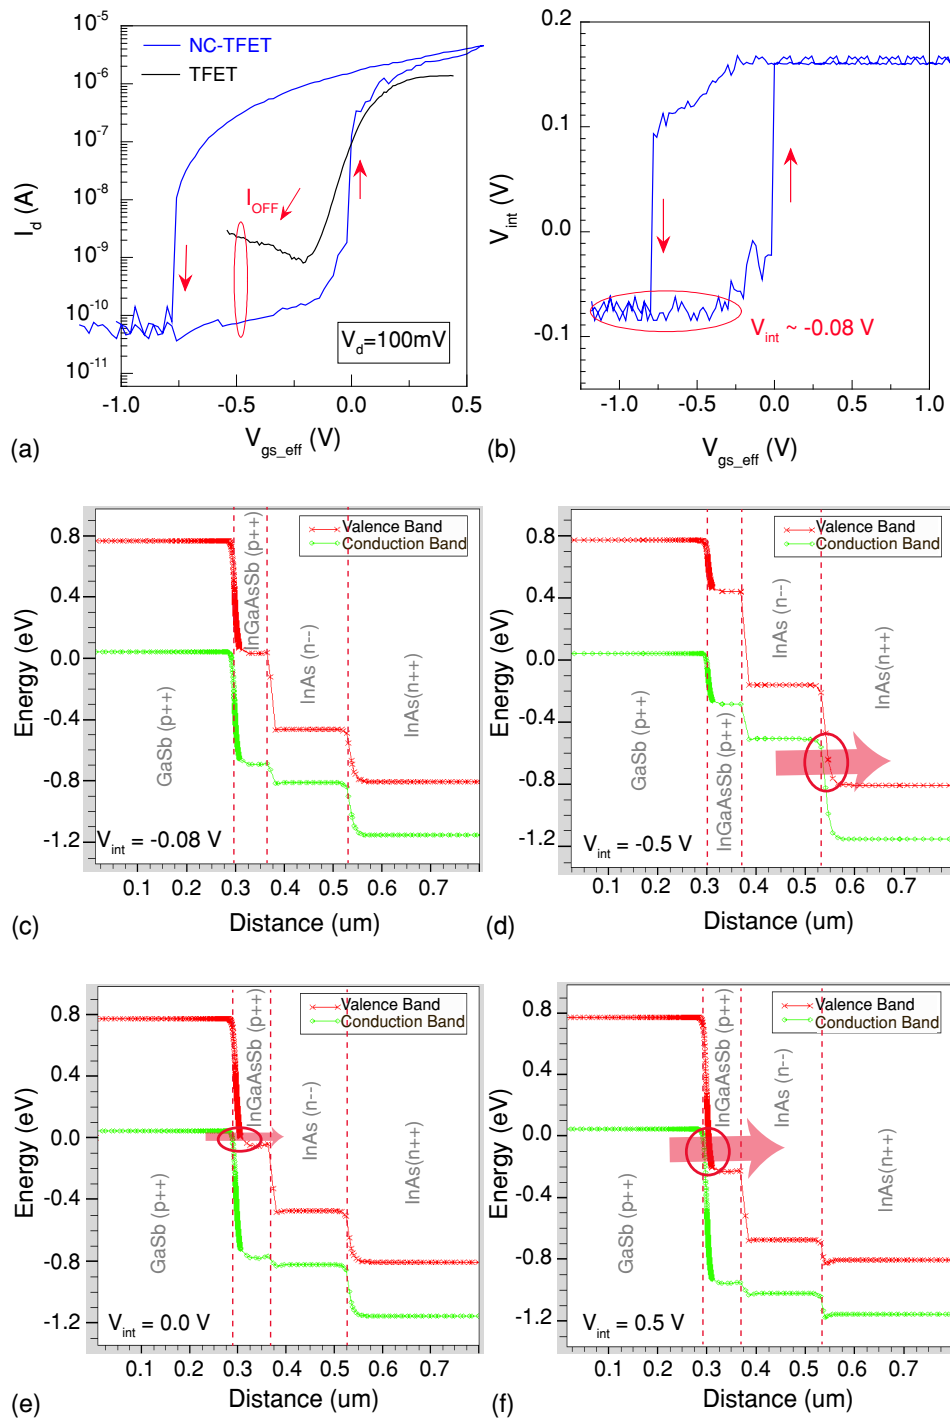 NC-TFET
TFET
10^-5
10^-6
10^-7
10^-8
10^-9
10^-10
10^-11
I_d (A)
I_OFF
V_d=100mV
-1.0 -0.5 0.0 0.5
V_gs_eff (V)
(a)
0.1
0.0
-0.1
V_int (V)
V_int ~ -0.08 V
-1.0 -0.5 0.0 0.5 1.0
V_gs_eff (V)
(b)
0.8
0.4
0.0
-0.4
-0.8
-1.2
Energy (eV)
Valence Band
Conduction Band
GaSb (p++)
InGaAsSb (p++)
InAs (n--)
InAs(n++)
V_int = -0.08 V
0.1 0.2 0.3 0.4 0.5 0.6 0.7
Distance (um)
(c)
0.8
0.4
0.0
-0.4
-0.8
-1.2
Energy (eV)
Valence Band
Conduction Band
GaSb (p++)
InGaAsSb (p++)
InAs (n--)
InAs(n++)
V_int = -0.5 V
0.1 0.2 0.3 0.4 0.5 0.6 0.7
Distance (um)
(d)
0.8
0.4
0.0
-0.4
-0.8
-1.2
Energy (eV)
Valence Band
Conduction Band
GaSb (p++)
InGaAsSb (p++)
InAs (n--)
InAs(n++)
V_int = 0.0 V
0.1 0.2 0.3 0.4 0.5 0.6 0.7
Distance (um)
(e)
0.8
0.4
0.0
-0.4
-0.8
-1.2
Energy (eV)
Valence Band
Conduction Band
GaSb (p++)
InGaAsSb (p++)
InAs (n--)
InAs(n++)
V_int = 0.5 V
0.1 0.2 0.3 0.4 0.5 0.6 0.7
Distance (um)
(f)